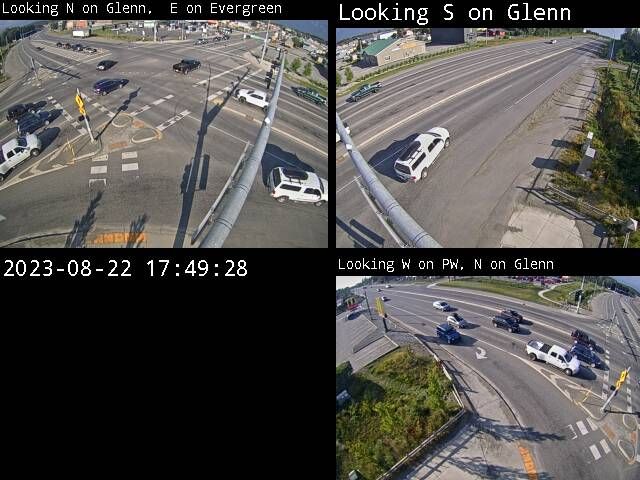 Looking N on Glenn, E on Evergreen
Looking S on Glenn
2023-08-22 17:49:28
Looking W on PW, N on Glenn